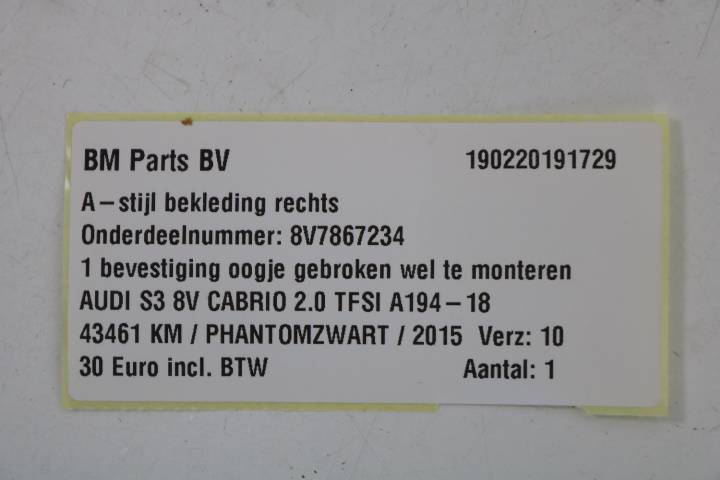 BM Parts BV 190220191729
A-stijl bekleding rechts
Onderdeelnummer: 8V7867234
1 bevestiging oogje gebroken wel te monteren
AUDI S3 8V CABRIO 2.0 TFSI A194-18
43461 KM / PHANTOMZWART / 2015 Verz: 10
30 Euro incl. BTW Aantal: 1